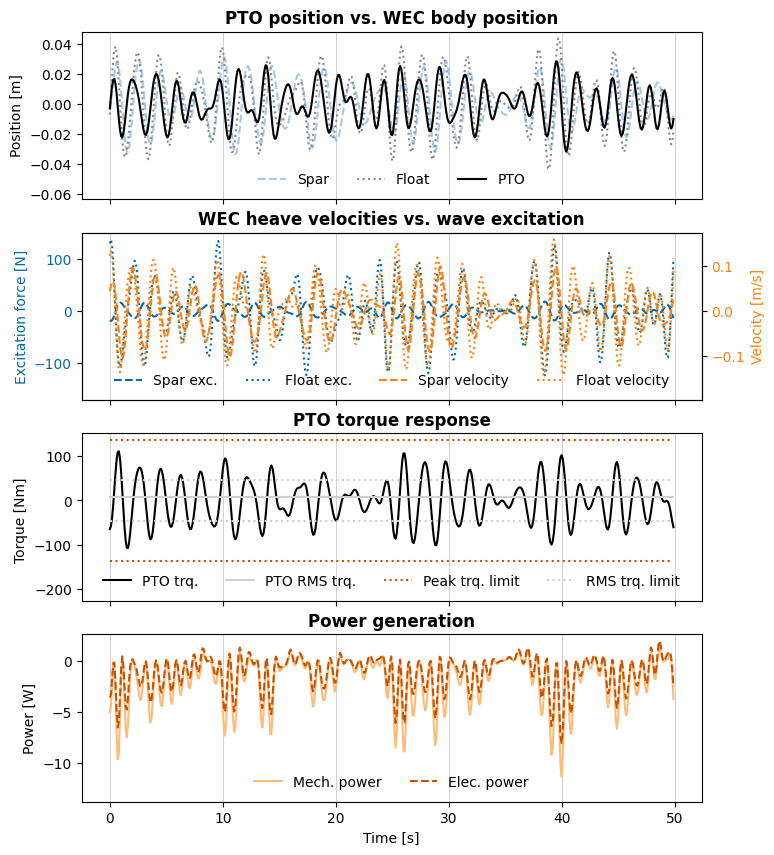 PTO position vs. WEC body position
0.04
0.02
0.00
−0.02
−0.04
−0.06
Position [m]
Spar Float PTO
WEC heave velocities vs. wave excitation
100
0
−100
Excitation force [N]
0.1
0.0
−0.1
Velocity [m/s]
Spar exc. Float exc. Spar velocity Float velocity
PTO torque response
100
0
−100
−200
Torque [Nm]
PTO trq. PTO RMS trq. Peak trq. limit RMS trq. limit
Power generation
0
−5
−10
Power [W]
Mech. power Elec. power
0 10 20 30 40 50
Time [s]